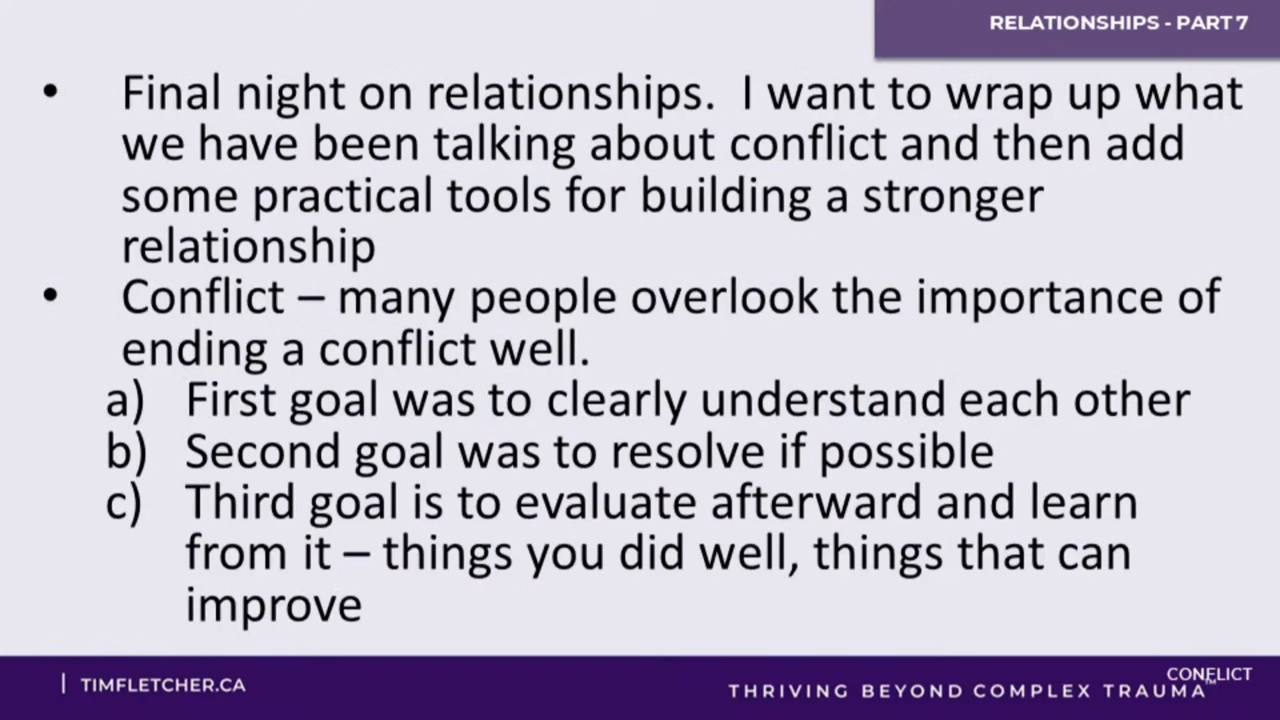 RELATIONSHIPS - PART 7
• Final night on relationships.  I want to wrap up what
we have been talking about conflict and then add
some practical tools for building a stronger
relationship
• Conflict – many people overlook the importance of
ending a conflict well.
a) First goal was to clearly understand each other
b) Second goal was to resolve if possible
c) Third goal is to evaluate afterward and learn
from it – things you did well, things that can
improve
| TIMFLETCHER.CA
CONFLICT
THRIVING BEYOND COMPLEX TRAUMA™